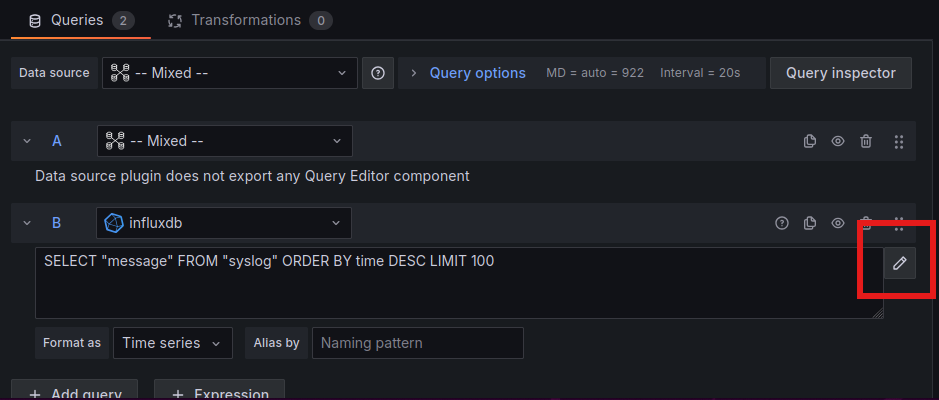 Queries 2 Transformations 0
Data source -- Mixed -- Query options MD = auto = 922 Interval = 20s Query inspector
A -- Mixed --
Data source plugin does not export any Query Editor component
B influxdb
SELECT "message" FROM "syslog" ORDER BY time DESC LIMIT 100
Format as Time series Alias by Naming pattern
+ Add query + Expression